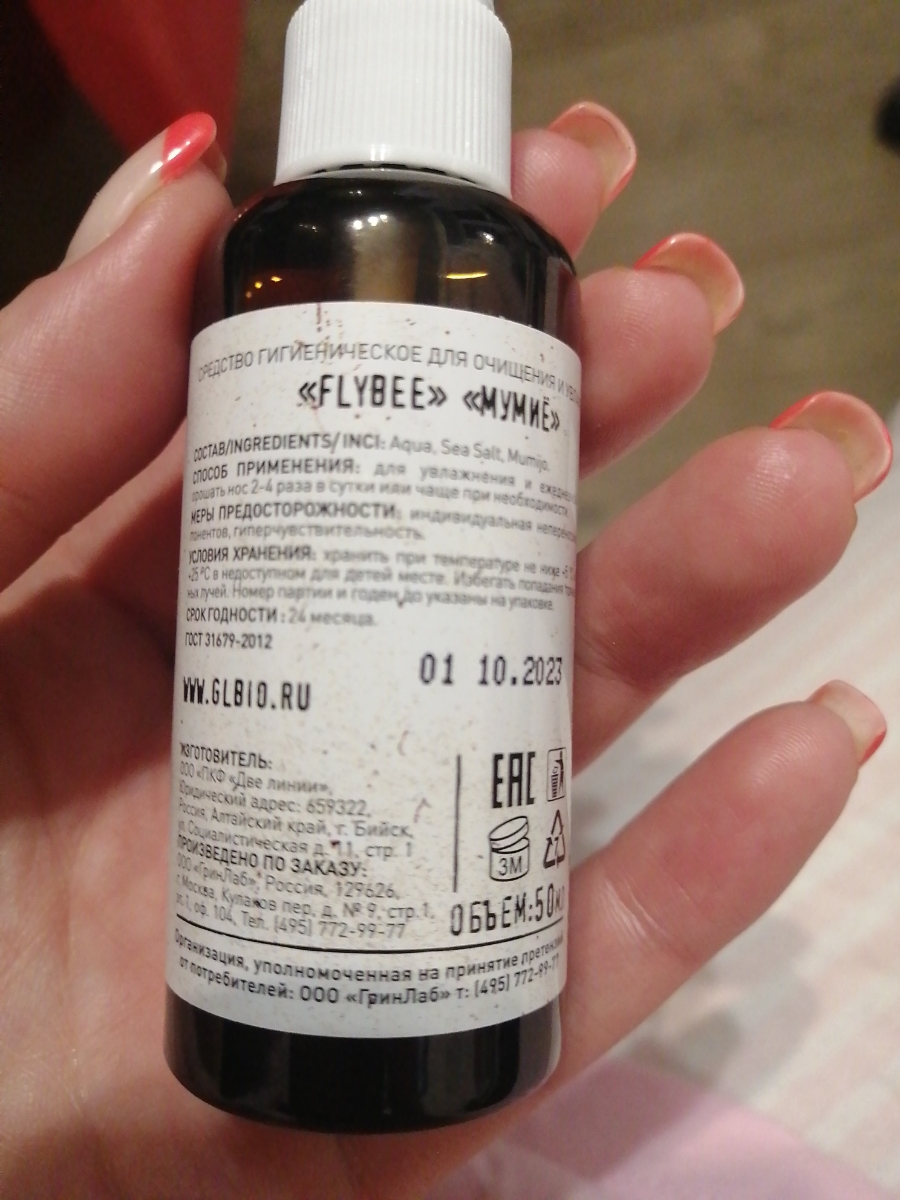 СРЕДСТВО ГИГИЕНИЧЕСКОЕ ДЛЯ ОЧИЩЕНИЯ И
«FLYBEE» «МУМИЁ»
СОСТАВ/INGREDIENTS/ INCI: Aqua, Sea Salt, Mumijo.
СПОСОБ ПРИМЕНЕНИЯ: для увлажнения и
орошать нос 2-4 раза в сутки или чаще при необходимости.
МЕРЫ ПРЕДОСТОРОЖНОСТИ: индивидуальная
понентов, гиперчувствительность.
УСЛОВИЯ ХРАНЕНИЯ: хранить при температуре не ниже
+25 °С в недоступном для детей месте. Избегать попадания
ных лучей. Номер партии и годен до указаны на упаковке.
СРОК ГОДНОСТИ: 24 месяца.
ГОСТ 31679-2012
01 10.2023
WWW.GLBIO.RU
ИЗГОТОВИТЕЛЬ:
ООО «ПКФ «Две линии»,
Юридический адрес: 659322,
Россия, Алтайский край, г. Бийск,
ул. Социалистическая д. 11, стр. 1
ПРОИЗВЕДЕНО ПО ЗАКАЗУ:
ООО «ГринЛаб», Россия, 129626,
г. Москва, Кулаков пер, д. № 9, стр.1,
оф. 104, Тел. (495) 772-99-77
EAC
3М
ОБЪЕМ:50
Организация, уполномоченная на принятие
от потребителей: ООО «ГринЛаб» т: (495) 772-99-77